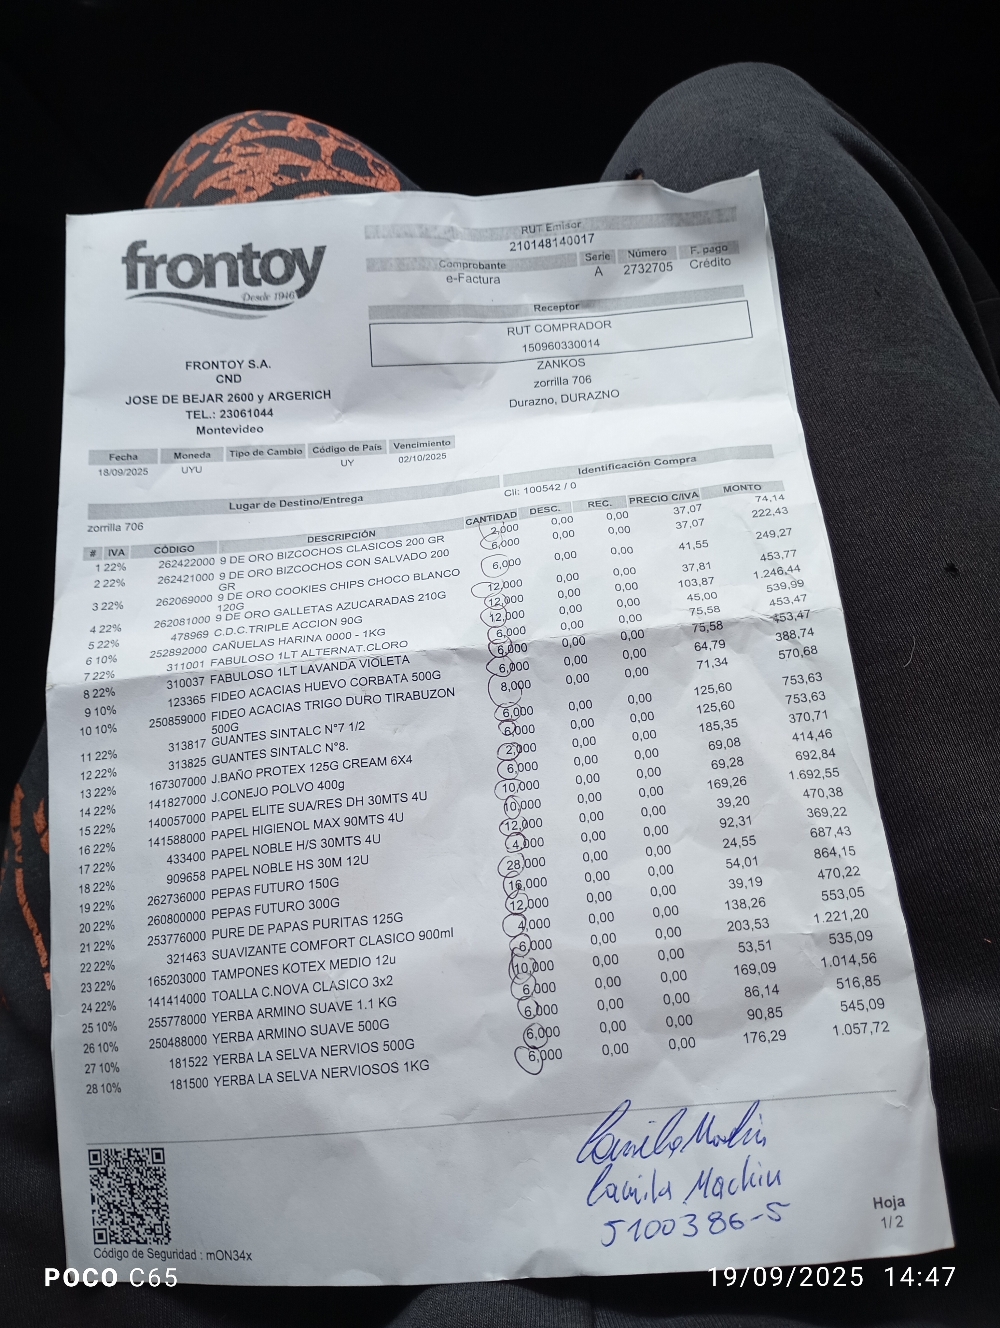 frontoy
Desde 1946
RUT Emisor
210148140017
Comprobante Serie Número F. pago
e-Factura A 2732705 Crédito
Receptor
RUT COMPRADOR
150960330014
ZANKOS
zorrilla 706
Durazno, DURAZNO
FRONTOY S.A.
CND
JOSE DE BEJAR 2600 y ARGERICH
TEL.: 23061044
Montevideo
Fecha Moneda Tipo de Cambio Código de País Vencimiento
18/09/2025 UYU UY 02/10/2025
Lugar de Destino/Entrega Identificación Compra
zorrilla 706 Cli: 100542 / 0
# IVA CÓDIGO DESCRIPCIÓN CANTIDAD DESC. REC. PRECIO C/IVA MONTO
1 22% 262422000 9 DE ORO BIZCOCHOS CLASICOS 200 GR 2,000 0,00 0,00 37,07 74,14
2 22% 262421000 9 DE ORO BIZCOCHOS CON SALVADO 200 GR 6,000 0,00 0,00 37,07 222,43
3 22% 262069000 9 DE ORO COOKIES CHIPS CHOCO BLANCO 120G 6,000 0,00 0,00 41,55 249,27
4 22% 262081000 9 DE ORO GALLETAS AZUCARADAS 210G 12,000 0,00 0,00 37,81 453,77
5 22% 478969 C.D.C.TRIPLE ACCION 90G 12,000 0,00 0,00 103,87 1.246,44
6 10% 252892000 CAÑUELAS HARINA 0000 - 1KG 12,000 0,00 0,00 45,00 539,99
7 22% 311001 FABULOSO 1LT ALTERNAT.CLORO 6,000 0,00 0,00 75,58 453,47
8 22% 310037 FABULOSO 1LT LAVANDA VIOLETA 6,000 0,00 0,00 75,58 453,47
9 10% 123365 FIDEO ACACIAS HUEVO CORBATA 500G 6,000 0,00 0,00 64,79 388,74
10 10% 250859000 FIDEO ACACIAS TRIGO DURO TIRABUZON 500G 8,000 0,00 0,00 71,34 570,68
11 22% 313817 GUANTES SINTALC N°7 1/2 6,000 0,00 0,00 125,60 753,63
12 22% 313825 GUANTES SINTALC N°8. 6,000 0,00 0,00 125,60 753,63
13 22% 167307000 J.BAÑO PROTEX 125G CREAM 6X4 2,000 0,00 0,00 185,35 370,71
14 22% 141827000 J.CONEJO POLVO 400g 6,000 0,00 0,00 69,08 414,46
15 22% 140057000 PAPEL ELITE SUA/RES DH 30MTS 4U 10,000 0,00 0,00 69,28 692,84
16 22% 141588000 PAPEL HIGIENOL MAX 90MTS 4U 10,000 0,00 0,00 169,26 1.692,55
17 22% 433400 PAPEL NOBLE H/S 30MTS 4U 12,000 0,00 0,00 39,20 470,38
18 22% 909658 PAPEL NOBLE HS 30M 12U 4,000 0,00 0,00 92,31 369,22
19 22% 262736000 PEPAS FUTURO 150G 28,000 0,00 0,00 24,55 687,43
20 22% 260800000 PEPAS FUTURO 300G 16,000 0,00 0,00 54,01 864,15
21 22% 253776000 PURE DE PAPAS PURITAS 125G 12,000 0,00 0,00 39,19 470,22
22 22% 321463 SUAVIZANTE COMFORT CLASICO 900ml 4,000 0,00 0,00 138,26 553,05
23 22% 165203000 TAMPONES KOTEX MEDIO 12u 6,000 0,00 0,00 203,53 1.221,20
24 22% 141414000 TOALLA C.NOVA CLASICO 3x2 10,000 0,00 0,00 53,51 535,09
25 10% 255778000 YERBA ARMINO SUAVE 1.1 KG 6,000 0,00 0,00 169,09 1.014,56
26 10% 250488000 YERBA ARMINO SUAVE 500G 6,000 0,00 0,00 86,14 516,85
27 10% 181522 YERBA LA SELVA NERVIOS 500G 6,000 0,00 0,00 90,85 545,09
28 10% 181500 YERBA LA SELVA NERVIOSOS 1KG 6,000 0,00 0,00 176,29 1.057,72
Camila Machin
Camila Machin
5100386-5
Hoja
1/2
Código de Seguridad : mON34x
POCO C65 19/09/2025 14:47